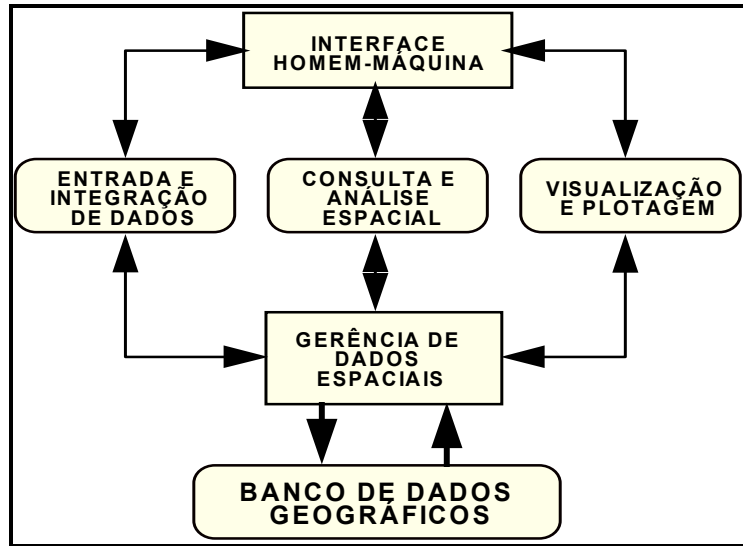 INTERFACE
HOMEM-MÁQUINA
ENTRADA E
INTEGRAÇÃO
DE DADOS
CONSULTA E
ANÁLISE
ESPACIAL
VISUALIZAÇÃO
E PLOTAGEM
GERÊNCIA DE
DADOS
ESPACIAIS
BANCO DE DADOS
GEOGRÁFICOS